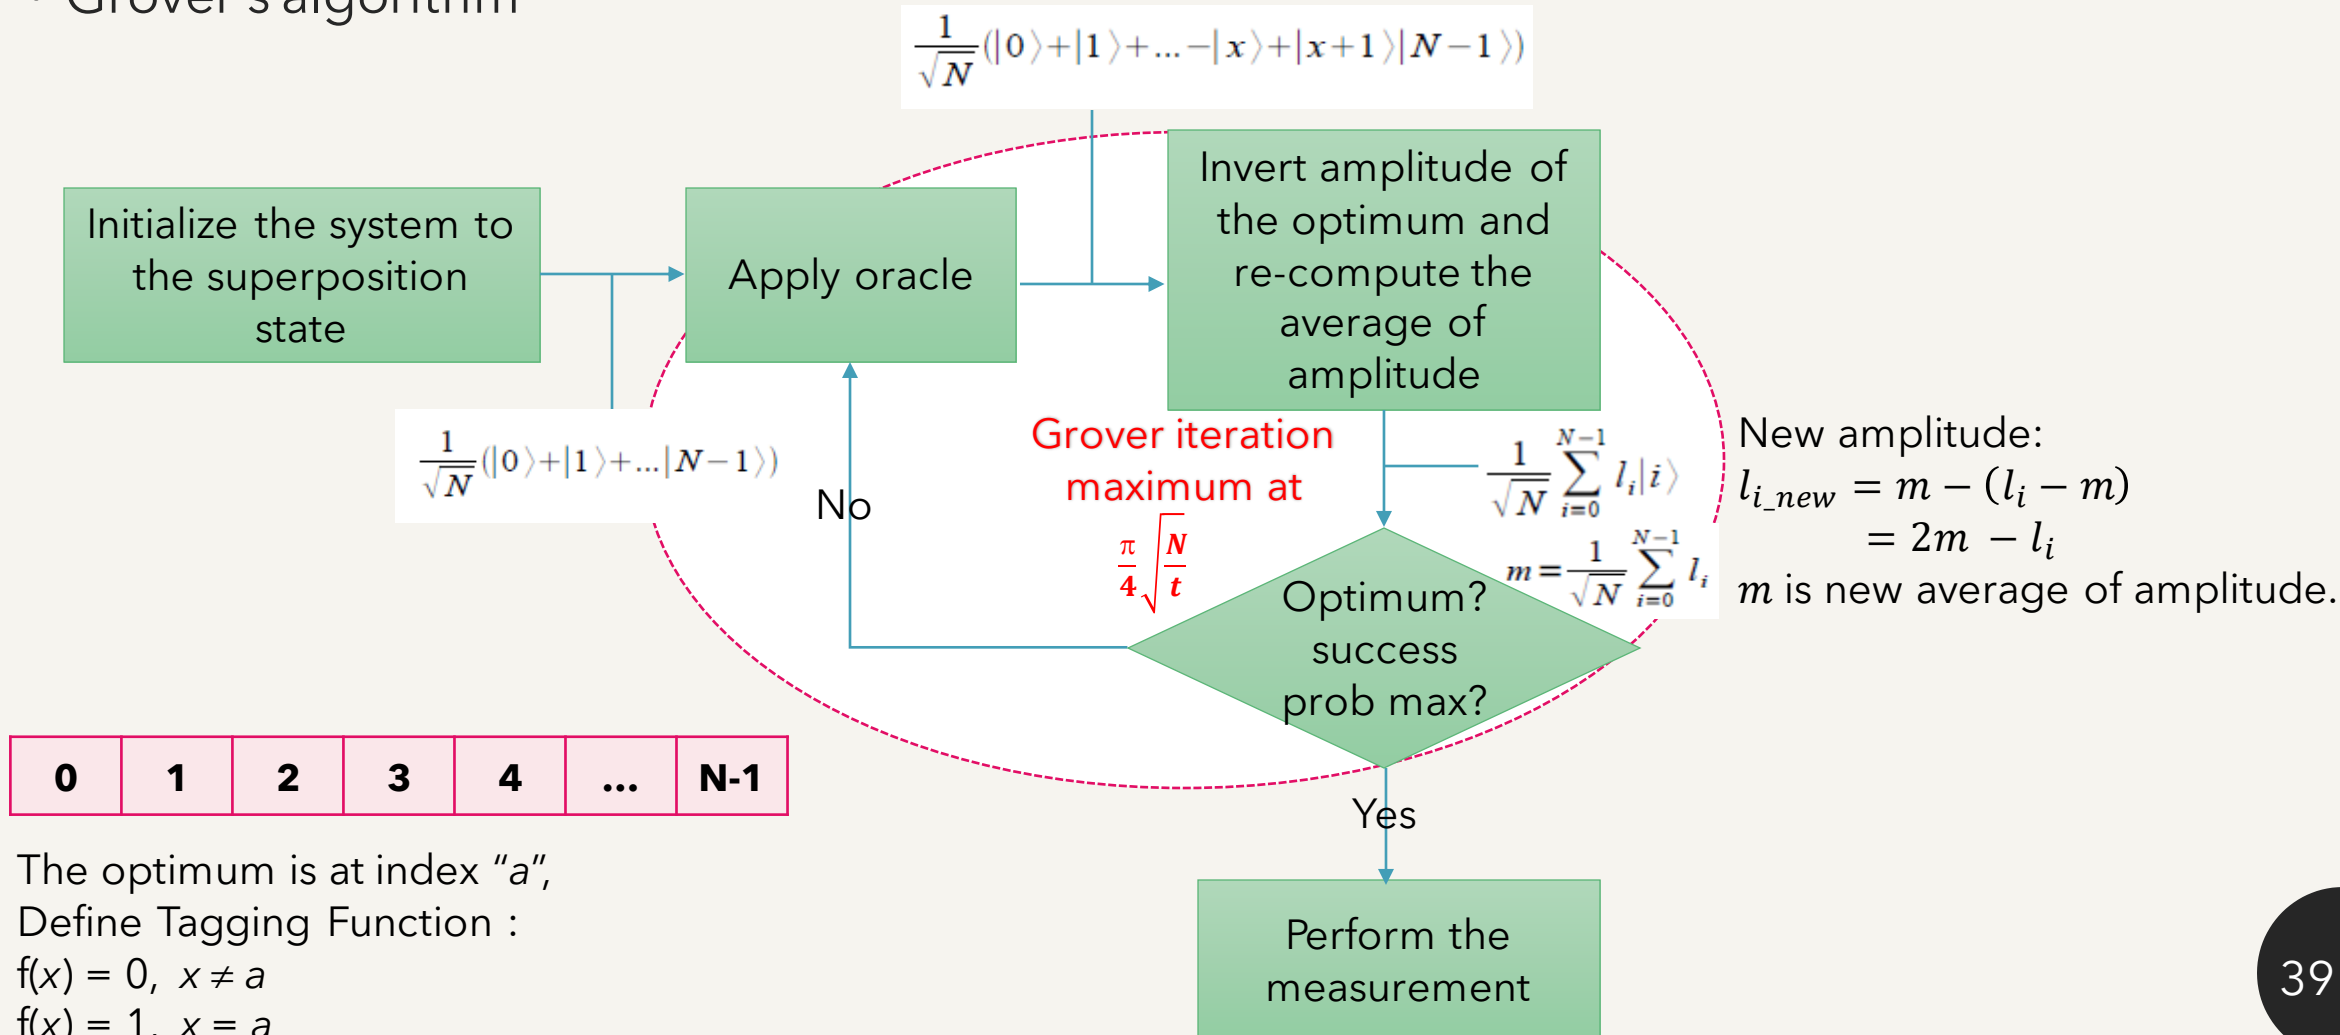 • Grover's algorithm
1/√N (|0⟩+|1⟩+...−|x⟩+|x+1⟩|N−1⟩)
Initialize the system to
the superposition
state
Apply oracle
Invert amplitude of
the optimum and
re-compute the
average of
amplitude
1/√N (|0⟩+|1⟩+...|N−1⟩)
No
Grover iteration
maximum at
π/4 √(N/t)
1/√N ∑_{i=0}^{N−1} l_i|i⟩
m = 1/√N ∑_{i=0}^{N−1} l_i
New amplitude:
l_{i_new} = m − (l_i − m)
= 2m − l_i
m is new average of amplitude.
Optimum?
success
prob max?
Yes
Perform the
measurement
0 1 2 3 4 ... N-1
The optimum is at index “a”,
Define Tagging Function :
f(x) = 0, x ≠ a
f(x) = 1, x = a
39